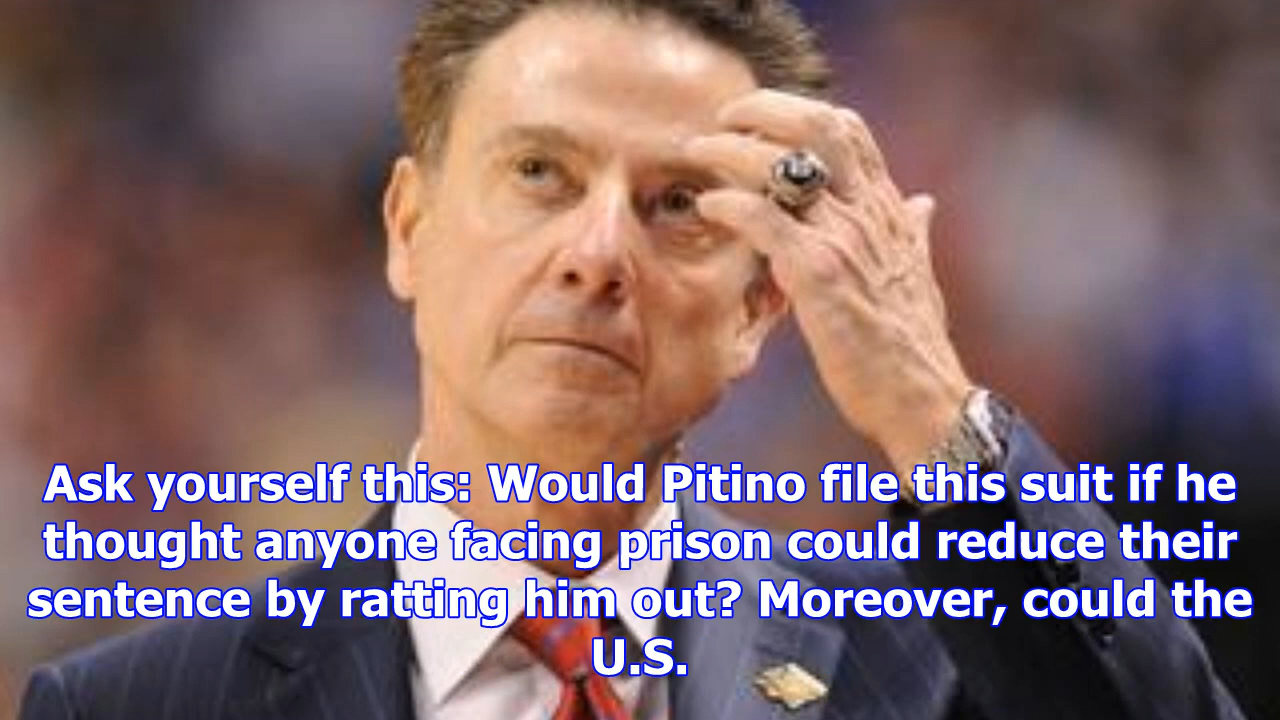 Ask yourself this: Would Pitino file this suit if he
thought anyone facing prison could reduce their
sentence by ratting him out? Moreover, could the
U.S.